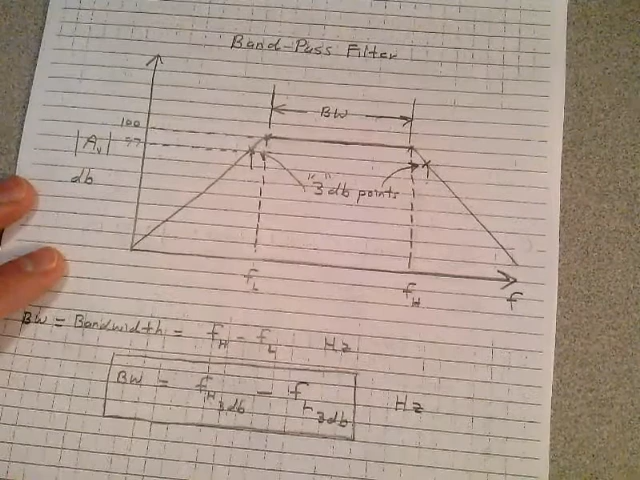 Band-Pass Filter
BW
100
|Av| 97
db
"3" db points
fL fH f
BW = Bandwidth = fH - fL Hz
BW = fH3db - fL3db Hz